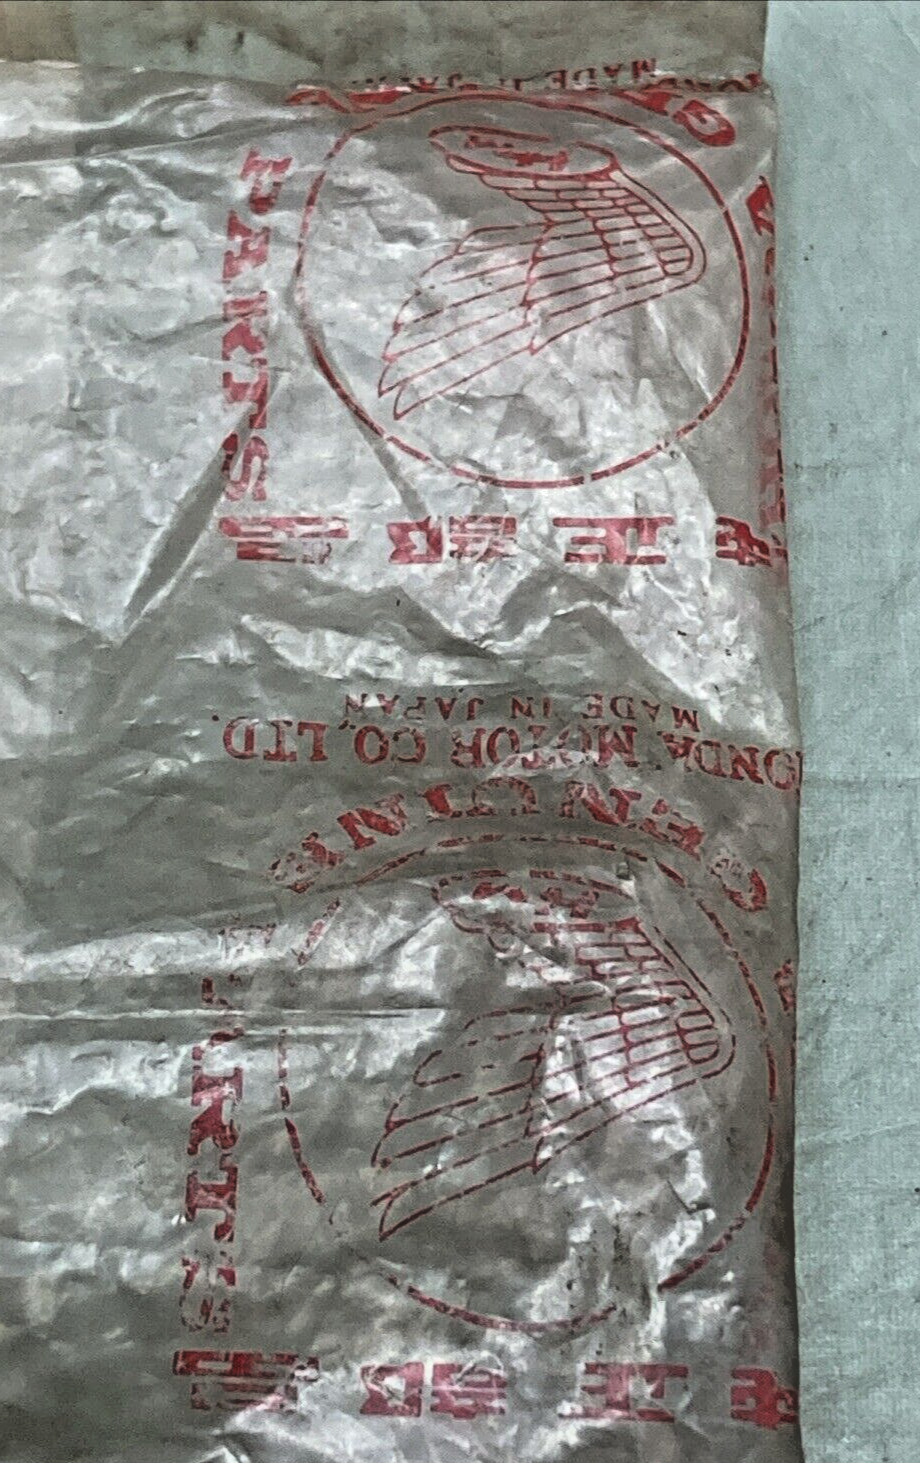 MADE IN JAPAN
PARTS
純正部品
HONDA MOTOR CO.,LTD.
MADE IN JAPAN
GENUINE
PARTS
純正部品